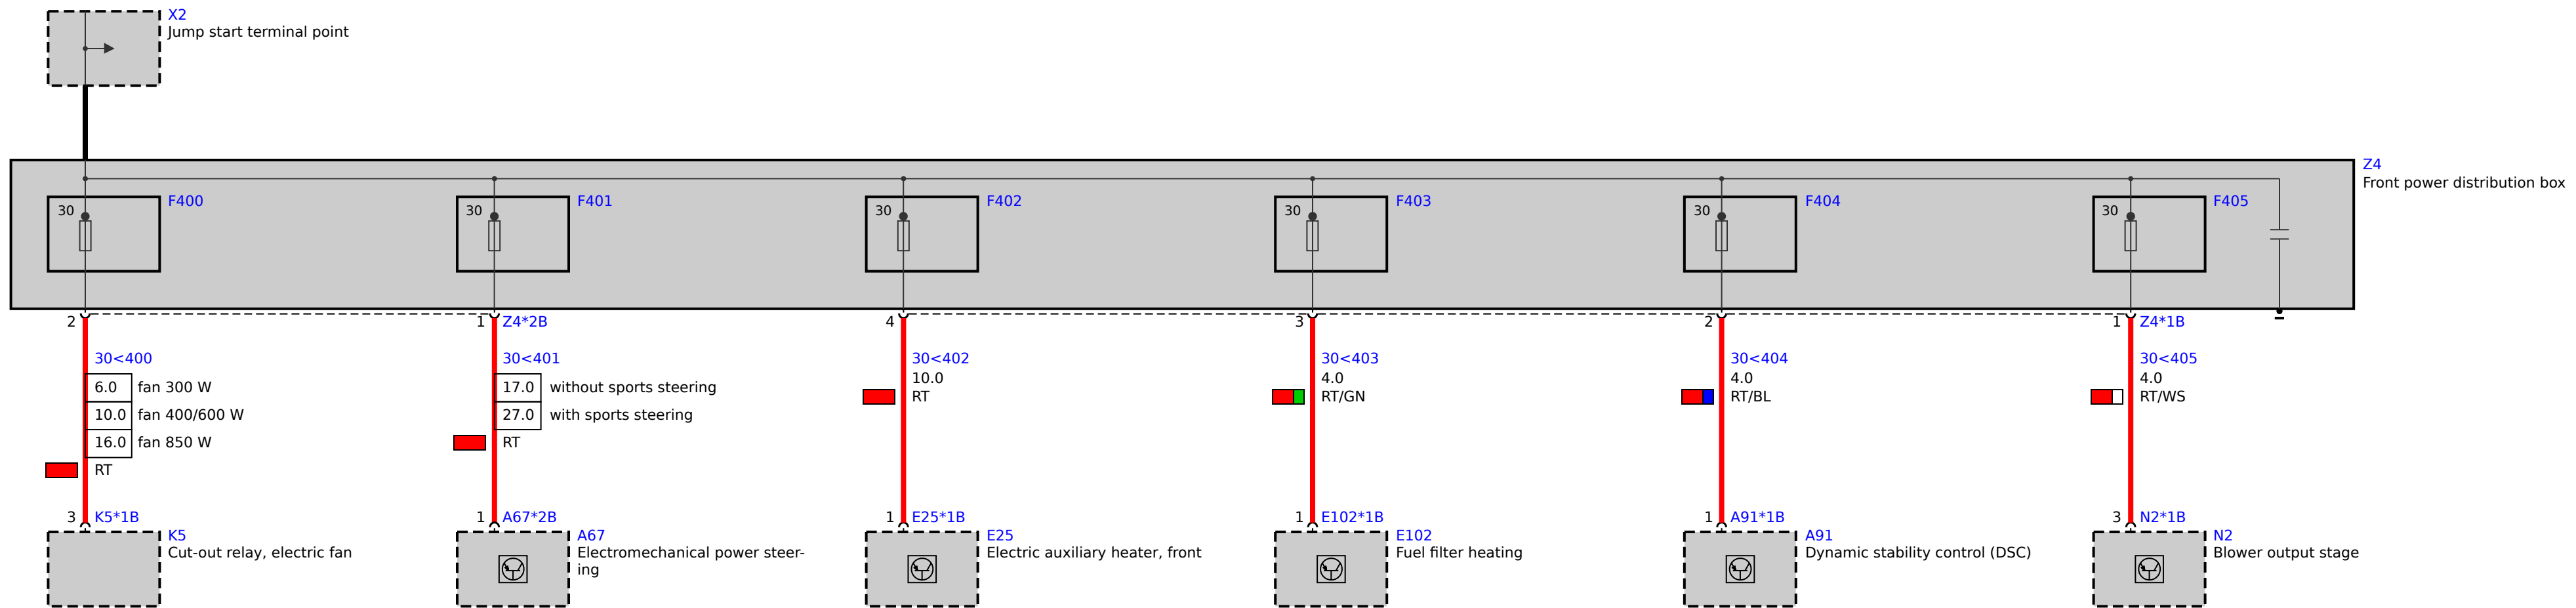 X2
Jump start terminal point
Z4
Front power distribution box
30 F400
30 F401
30 F402
30 F403
30 F404
30 F405
2
1 Z4*2B
4
3
2
1 Z4*1B
30<400
6.0 fan 300 W
10.0 fan 400/600 W
16.0 fan 850 W
RT
30<401
17.0 without sports steering
27.0 with sports steering
RT
30<402
10.0
RT
30<403
4.0
RT/GN
30<404
4.0
RT/BL
30<405
4.0
RT/WS
3 K5*1B
K5
Cut-out relay, electric fan
1 A67*2B
A67
Electromechanical power steer-
ing
1 E25*1B
E25
Electric auxiliary heater, front
1 E102*1B
E102
Fuel filter heating
1 A91*1B
A91
Dynamic stability control (DSC)
3 N2*1B
N2
Blower output stage